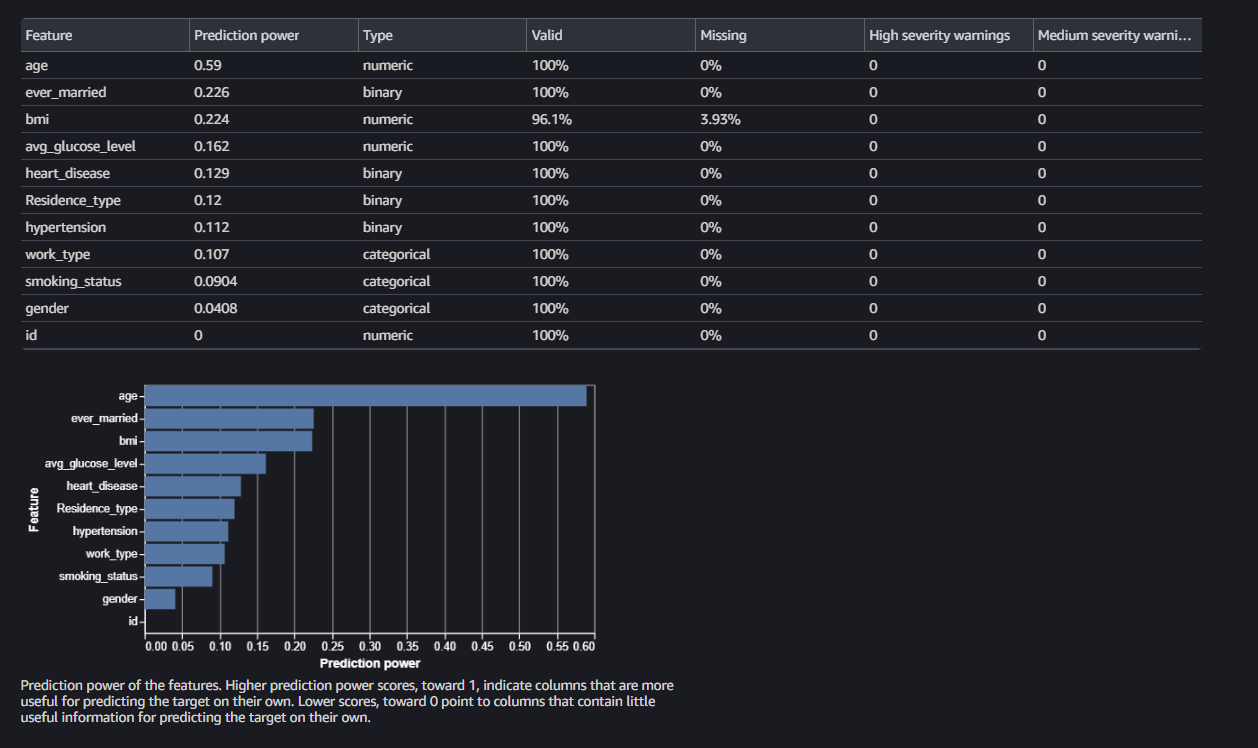 Feature Prediction power Type Valid Missing High severity warnings Medium severity warni...
age 0.59 numeric 100% 0% 0 0
ever_married 0.226 binary 100% 0% 0 0
bmi 0.224 numeric 96.1% 3.93% 0 0
avg_glucose_level 0.162 numeric 100% 0% 0 0
heart_disease 0.129 binary 100% 0% 0 0
Residence_type 0.12 binary 100% 0% 0 0
hypertension 0.112 binary 100% 0% 0 0
work_type 0.107 categorical 100% 0% 0 0
smoking_status 0.0904 categorical 100% 0% 0 0
gender 0.0408 categorical 100% 0% 0 0
id 0 numeric 100% 0% 0 0
Feature
age
ever_married
bmi
avg_glucose_level
heart_disease
Residence_type
hypertension
work_type
smoking_status
gender
id
0.00 0.05 0.10 0.15 0.20 0.25 0.30 0.35 0.40 0.45 0.50 0.55 0.60
Prediction power
Prediction power of the features. Higher prediction power scores, toward 1, indicate columns that are more
useful for predicting the target on their own. Lower scores, toward 0 point to columns that contain little
useful information for predicting the target on their own.